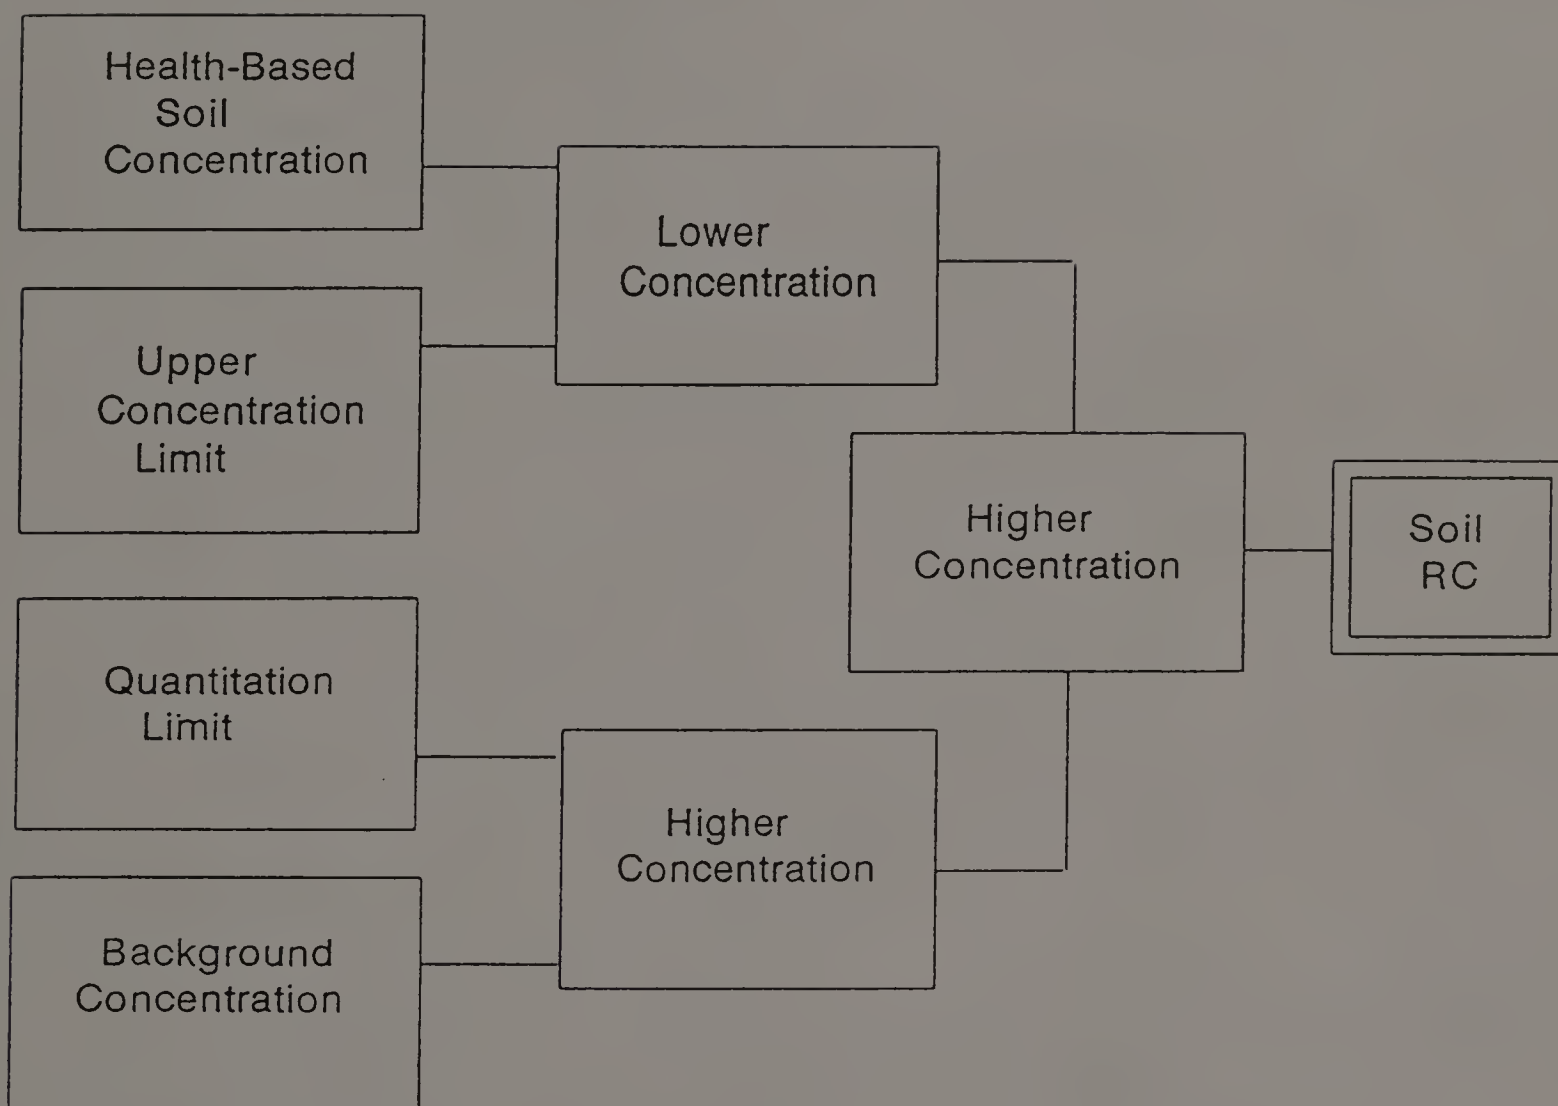 Health-Based
Soil
Concentration
Lower
Concentration
Upper
Concentration
Limit
Higher
Concentration
Soil
RC
Quantitation
Limit
Higher
Concentration
Background
Concentration